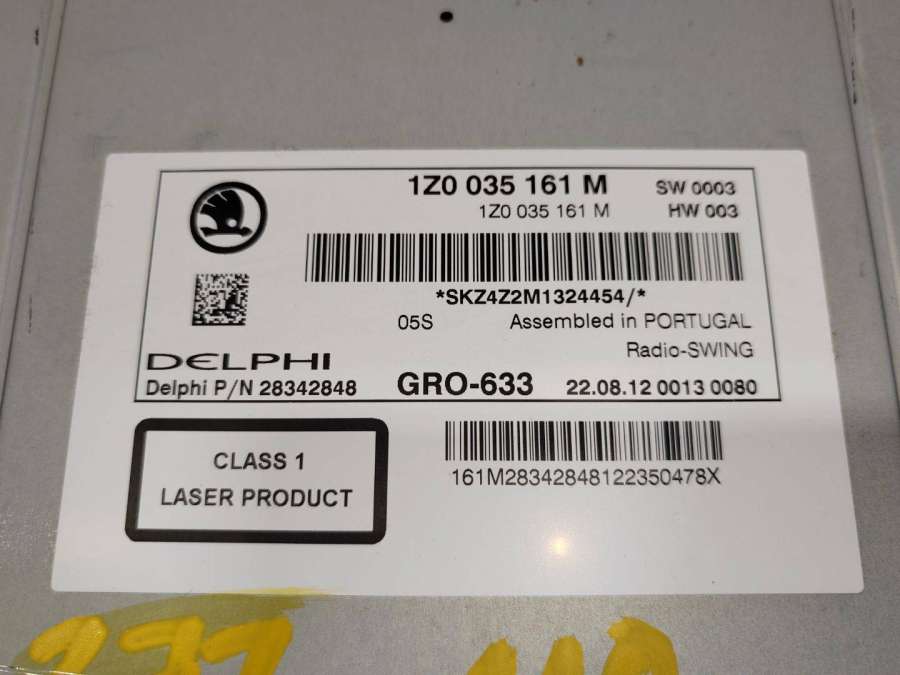 1Z0 035 161 M SW 0003
1Z0 035 161 M HW 003
*SKZ4Z2M1324454/*
05S Assembled in PORTUGAL
Radio-SWING
DELPHI
Delphi P/N 28342848 GRO-633 22.08.12 0013 0080
CLASS 1
LASER PRODUCT
161M28342848122350478X